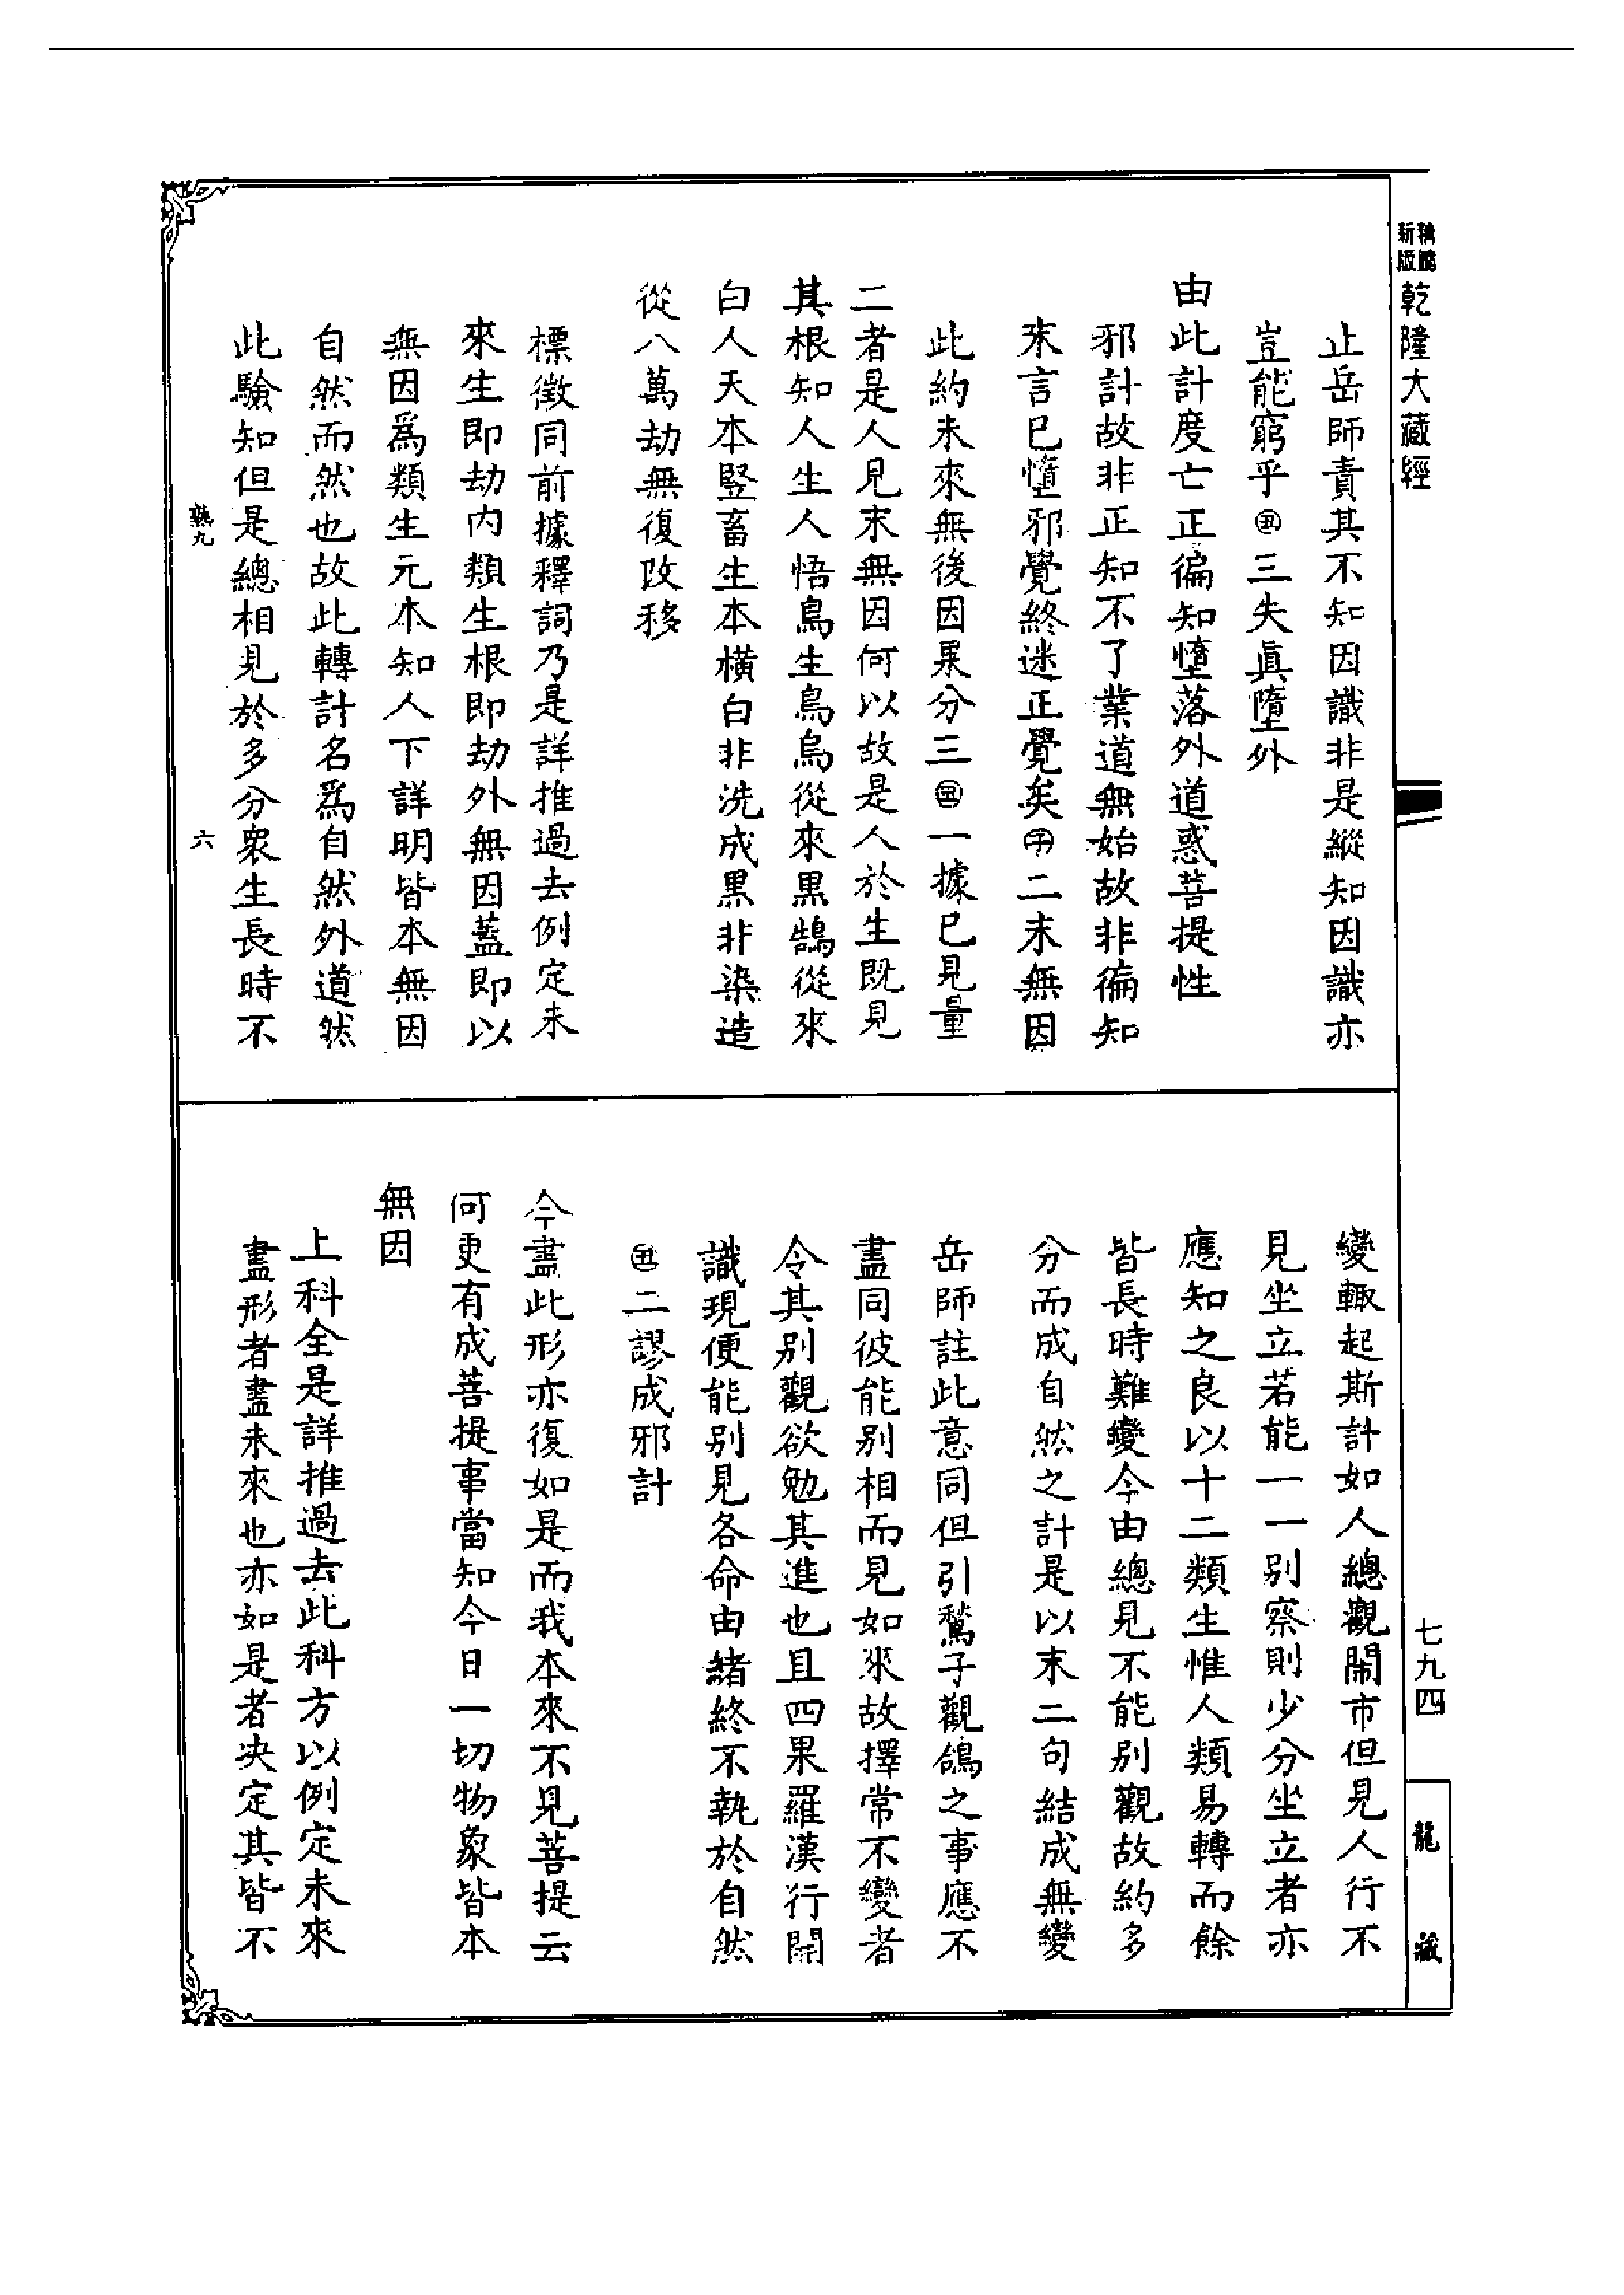 新版
乾隆大藏經
止岳師責其不知因識非是縱知因識亦
豈能窮乎㊄三失眞墮外
由此計度亡正徧知墮落外道惑菩提性
邪計故非正知不了業道無始故非徧知
末言已墮邪覺終迷正覺矣二末無因
此約未來無後因果分三一據已見量
二者是人見末無因何以故是人於生既見
其根知人生人悟鳥生鳥烏從來黑鵠從來
白人天本竪畜生本橫白非洗成黑非染造
從八萬劫無復改移
標徵同前據釋詞乃是詳推過去例定未
來生即劫內類生根即劫外無因蓋即以
無因爲類生元本知人下詳明皆本無因
自然而然也故此轉計名爲自然外道然
此驗知但是總相見於多分衆生長時不
熟九
六
變輙起斯計如人總觀鬧市但見人行不
見坐立若能一一別察則少分坐立者亦
應知之良以十二類生惟人類易轉而餘
皆長時難變今由總見不能別觀故約多
分而成自然之計是以末二句結成無變
岳師註此意同但引鶖子觀鴿之事應不
盡同彼能別相而見如來故擇常不變者
令其別觀欲勉其進也且四果羅漢行開
識現便能別見各命由緒終不執於自然
二謬成邪計
今盡此形亦復如是而我本來不見菩提云
何更有成菩提事當知今日一切物象皆本
無因
上科全是詳推過去此科方以例定未來
盡形者盡未來也亦如是者決定其皆不
七九四
龍藏